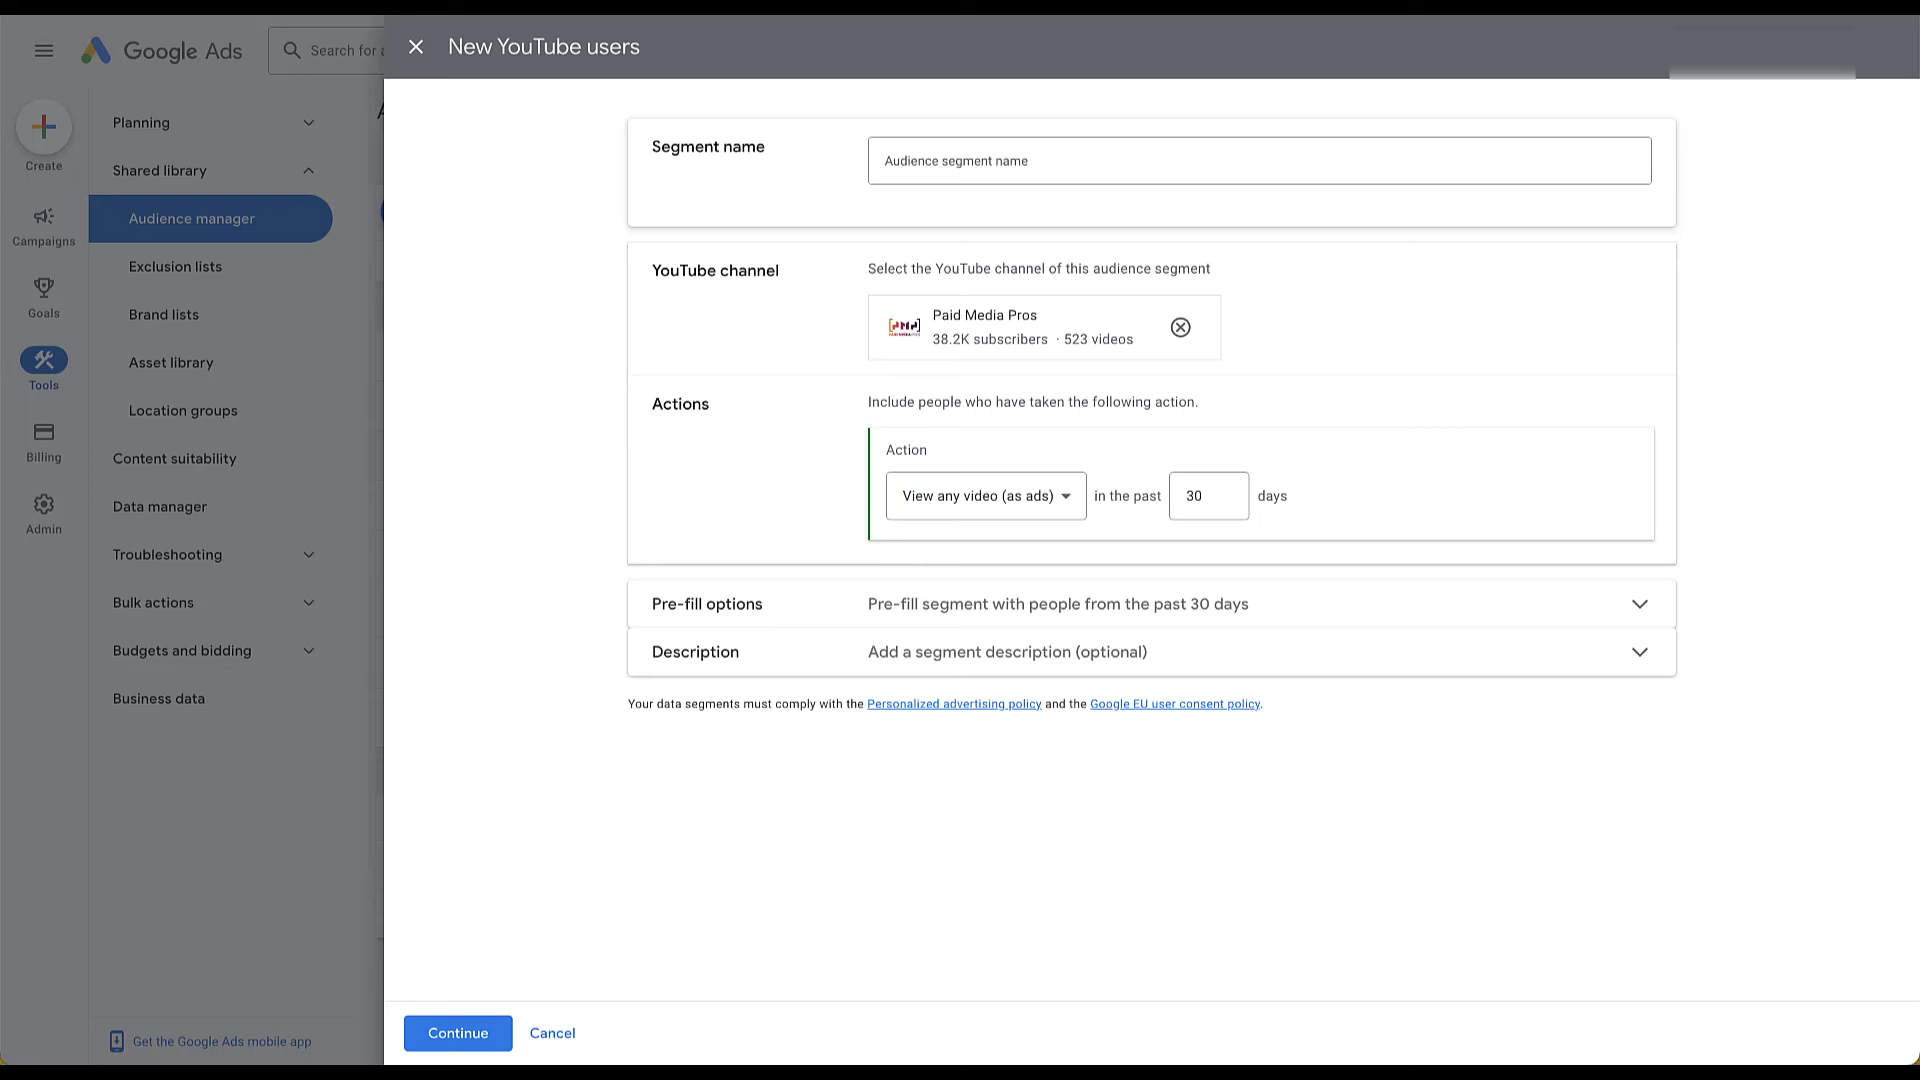 Google Ads
Search for a
New YouTube users
Create
Campaigns
Goals
Tools
Billing
Admin
Planning
Shared library
Audience manager
Exclusion lists
Brand lists
Asset library
Location groups
Content suitability
Data manager
Troubleshooting
Bulk actions
Budgets and bidding
Business data
Get the Google Ads mobile app
Segment name
Audience segment name
YouTube channel
Select the YouTube channel of this audience segment
Paid Media Pros
38.2K subscribers · 523 videos
Actions
Include people who have taken the following action.
Action
View any video (as ads) in the past 30 days
Pre-fill options Pre-fill segment with people from the past 30 days
Description Add a segment description (optional)
Your data segments must comply with the Personalized advertising policy and the Google EU user consent policy.
Continue Cancel